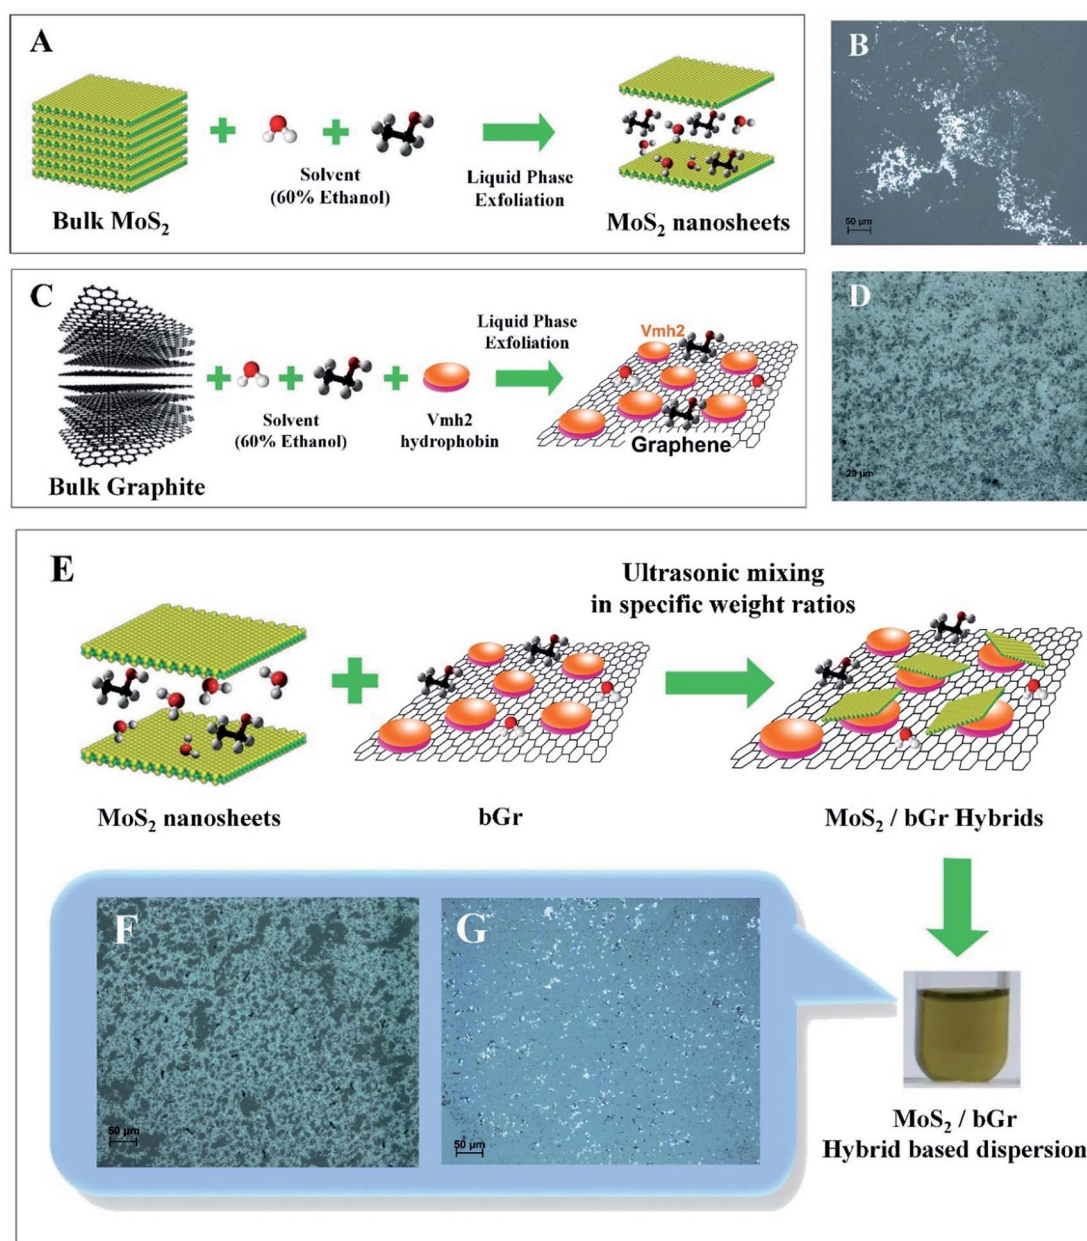 A
Bulk MoS₂
Solvent
(60% Ethanol)
Liquid Phase
Exfoliation
MoS₂ nanosheets
B
50 µm
C
Bulk Graphite
Solvent
(60% Ethanol)
Vmh2
hydrophobin
Liquid Phase
Exfoliation
Vmh2
Graphene
D
20 µm
E
Ultrasonic mixing
in specific weight ratios
MoS₂ nanosheets
bGr
MoS₂ / bGr Hybrids
F
50 µm
G
50 µm
MoS₂ / bGr
Hybrid based dispersion